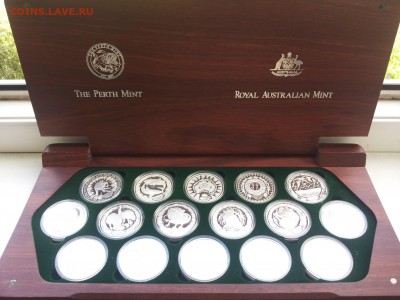 COINS.LAVE.RU
THE PERTH MINT
ROYAL AUSTRALIAN MINT